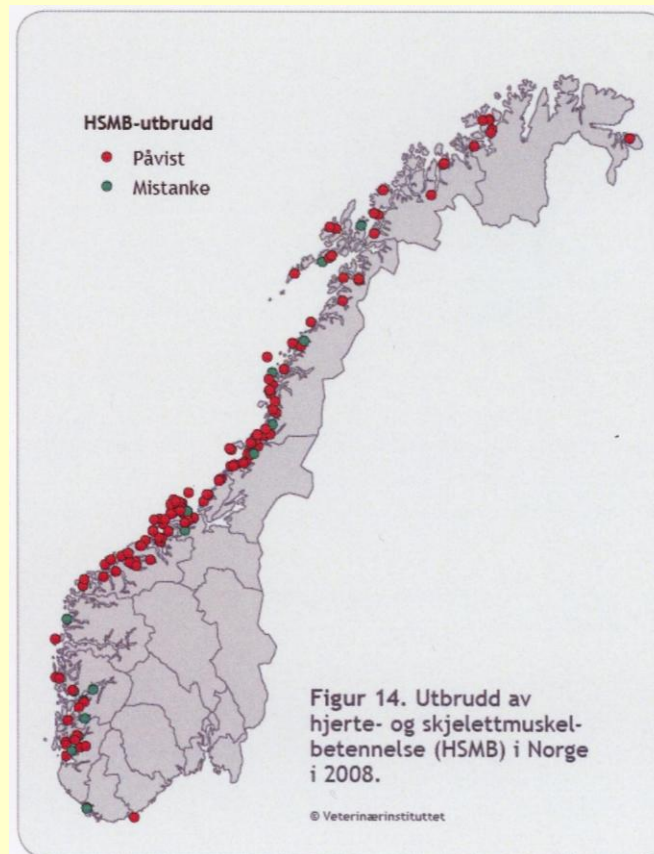 HSMB-utbrudd
Påvist
Mistanke
Figur 14. Utbrudd av
hjerte- og skjelettmuskel-
betennelse (HSMB) i Norge
i 2008.
© Veterinærinstituttet